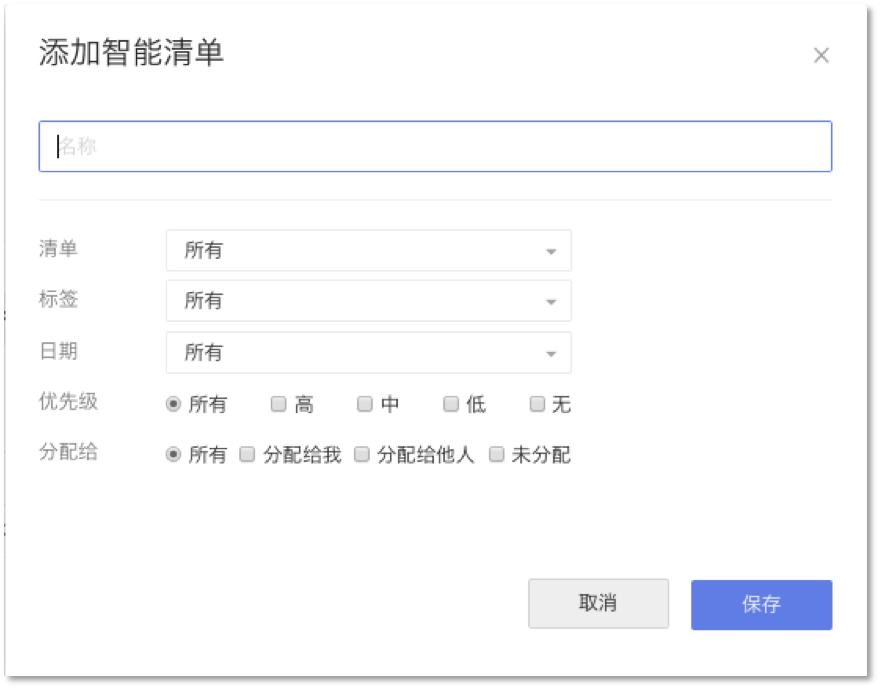 添加智能清单
名称
清单 所有
标签 所有
日期 所有
优先级 所有 高 中 低 无
分配给 所有 分配给我 分配给他人 未分配
取消 保存